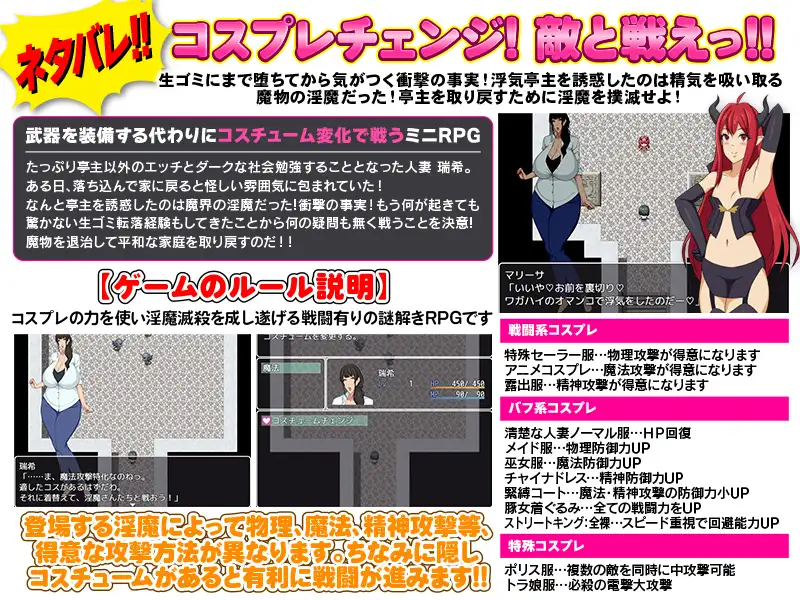 ネタバレ!!
コスプレチェンジ! 敵と戦えっ!!
生ゴミにまで堕ちてから気がつく衝撃の事実!浮気亭主を誘惑したのは精気を吸い取る
魔物の淫魔だった!亭主を取り戻すために淫魔を撲滅せよ!
武器を装備する代わりにコスチューム変化で戦うミニRPG
たっぷり亭主以外のエッチとダークな社会勉強することとなった人妻 瑞希。
ある日、落ち込んで家に戻ると怪しい雰囲気に包まれていた!
なんと亭主を誘惑したのは魔界の淫魔だった!衝撃の事実!もう何が起きても
驚かない生ゴミ転落経験もしてきたことから何の疑問も無く戦うことを決意!
魔物を退治して平和な家庭を取り戻すのだ!!
【ゲームのルール説明】
コスプレの力を使い淫魔滅殺を成し遂げる戦闘有りの謎解きRPGです
瑞希
「……ま、魔法攻撃特化なのねっ。
適したコスがあるはずだわ。
それに着替えて、淫魔さんたちと戦おう!」
コスチュームを変更する。
魔法
瑞希
1
HP 450/ 450
MP 90/ 90
コスチュームチェンジ
登場する淫魔によって物理、魔法、精神攻撃等、
得意な攻撃方法が異なります。ちなみに隠し
コスチュームがあると有利に戦闘が進みます!!
マリーサ
「いいや♡お前を裏切り♡
ワガハイのオマンコで浮気をしたのだー♡
戦闘系コスプレ
特殊セーラー服…物理攻撃が得意になります
アニメコスプレ…魔法攻撃が得意になります
露出服…精神攻撃が得意になります
バフ系コスプレ
清楚な人妻ノーマル服…HP回復
メイド服…物理防御力UP
巫女服…魔法防御力UP
チャイナドレス…精神防御力UP
緊縛コート…魔法・精神攻撃の防御力小UP
豚女着ぐるみ…全ての戦闘力をUP
ストリートキング:全裸…スピード重視で回避能力UP
特殊コスプレ
ポリス服…複数の敵を同時に中攻撃可能
トラ娘服…必殺の電撃大攻撃